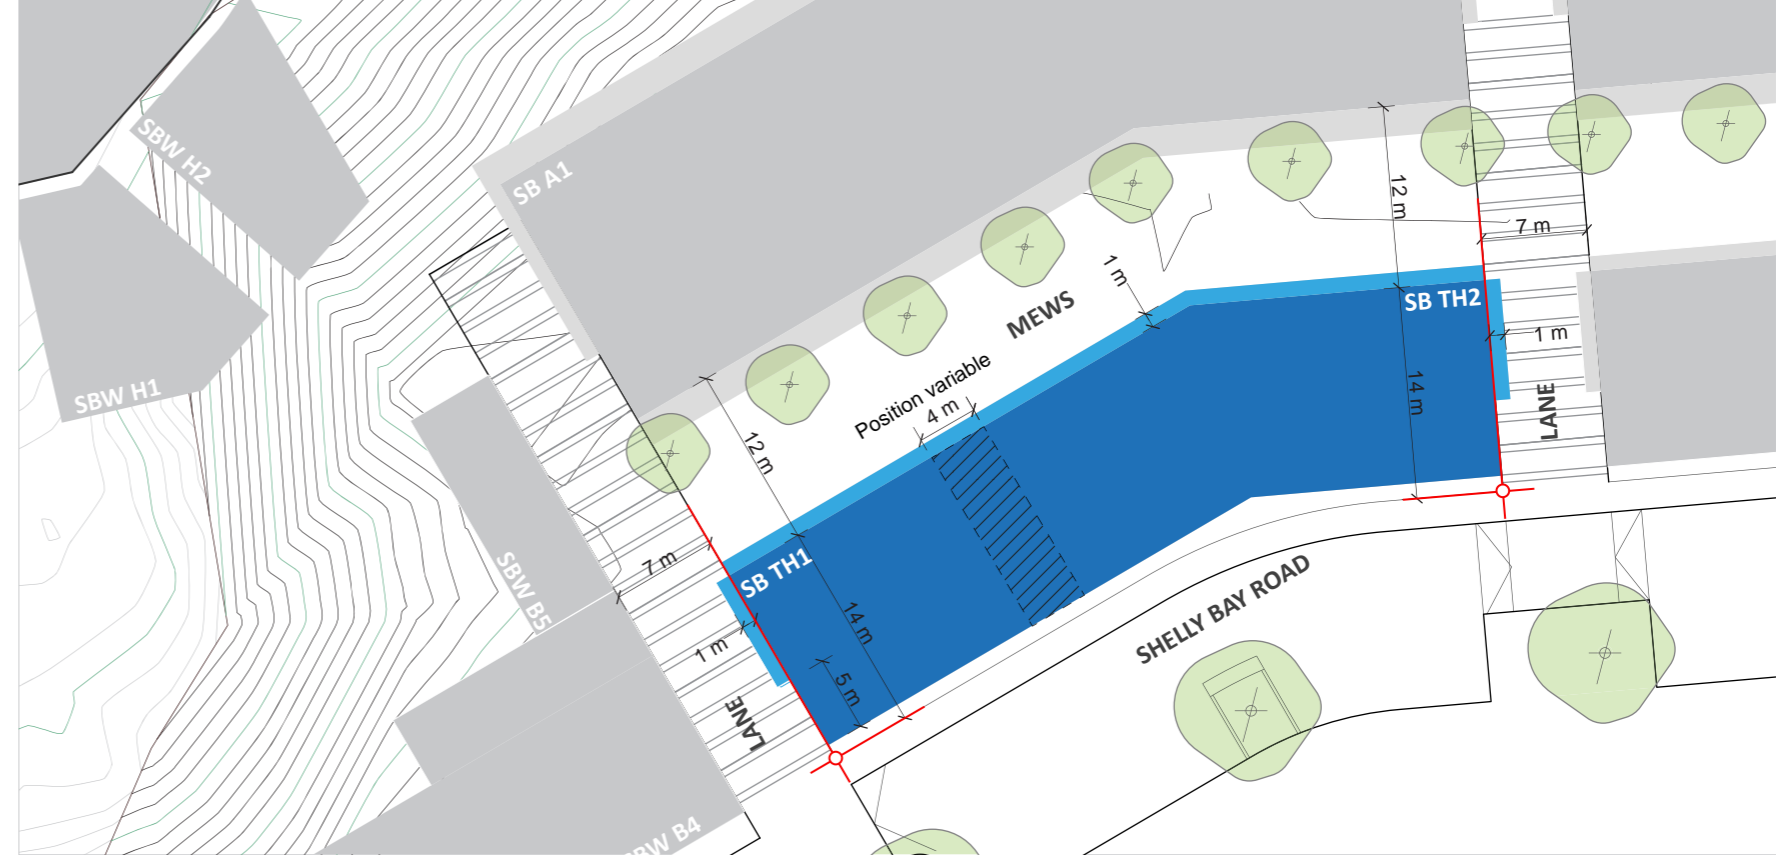 SBW H2
SB A1
12 m
7 m
1 m
MEWS
SB TH2
1 m
Position variable
4 m
14 m
LANE
SBW H1
12 m
7 m
SB TH1
SBW B5
14 m
1 m
5 m
SHELLY BAY ROAD
LANE
SBW B4